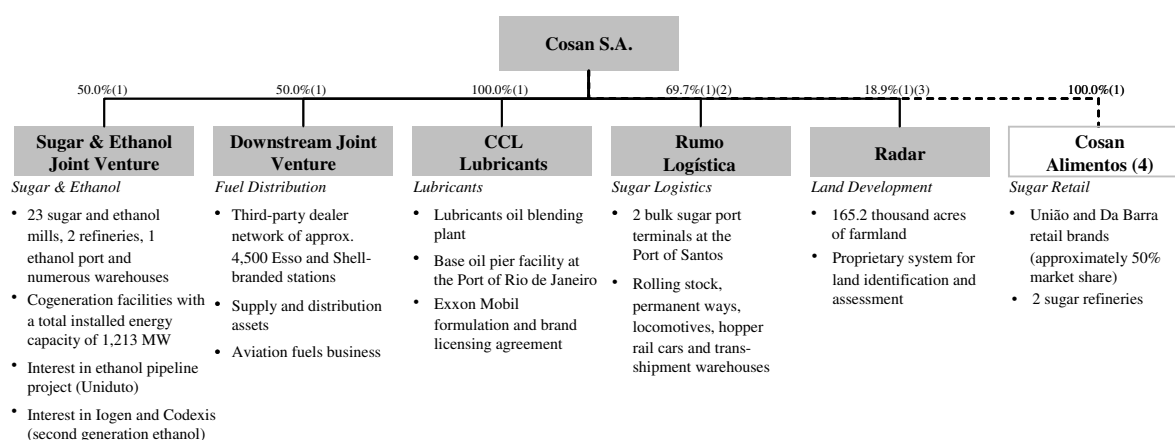 Cosan S.A.
50.0%(1)
50.0%(1)
100.0%(1)
69.7%(1)(2)
18.9%(1)(3)
100.0%(1)
Sugar & Ethanol
Joint Venture
Sugar & Ethanol
• 23 sugar and ethanol
mills, 2 refineries, 1
ethanol port and
numerous warehouses
• Cogeneration facilities with
a total installed energy
capacity of 1,213 MW
• Interest in ethanol pipeline
project (Uniduto)
• Interest in Iogen and Codexis
(second generation ethanol)
Downstream Joint
Venture
Fuel Distribution
• Third-party dealer
network of approx.
4,500 Esso and Shell-
branded stations
• Supply and distribution
assets
• Aviation fuels business
CCL
Lubricants
Lubricants
• Lubricants oil blending
plant
• Base oil pier facility at
the Port of Rio de Janeiro
• Exxon Mobil
formulation and brand
licensing agreement
Rumo
Logística
Sugar Logistics
• 2 bulk sugar port
terminals at the
Port of Santos
• Rolling stock,
permanent ways,
locomotives, hopper
rail cars and trans-
shipment warehouses
Radar
Land Development
• 165.2 thousand acres
of farmland
• Proprietary system for
land identification and
assessment
Cosan
Alimentos (4)
Sugar Retail
• União and Da Barra
retail brands
(approximately 50%
market share)
• 2 sugar refineries